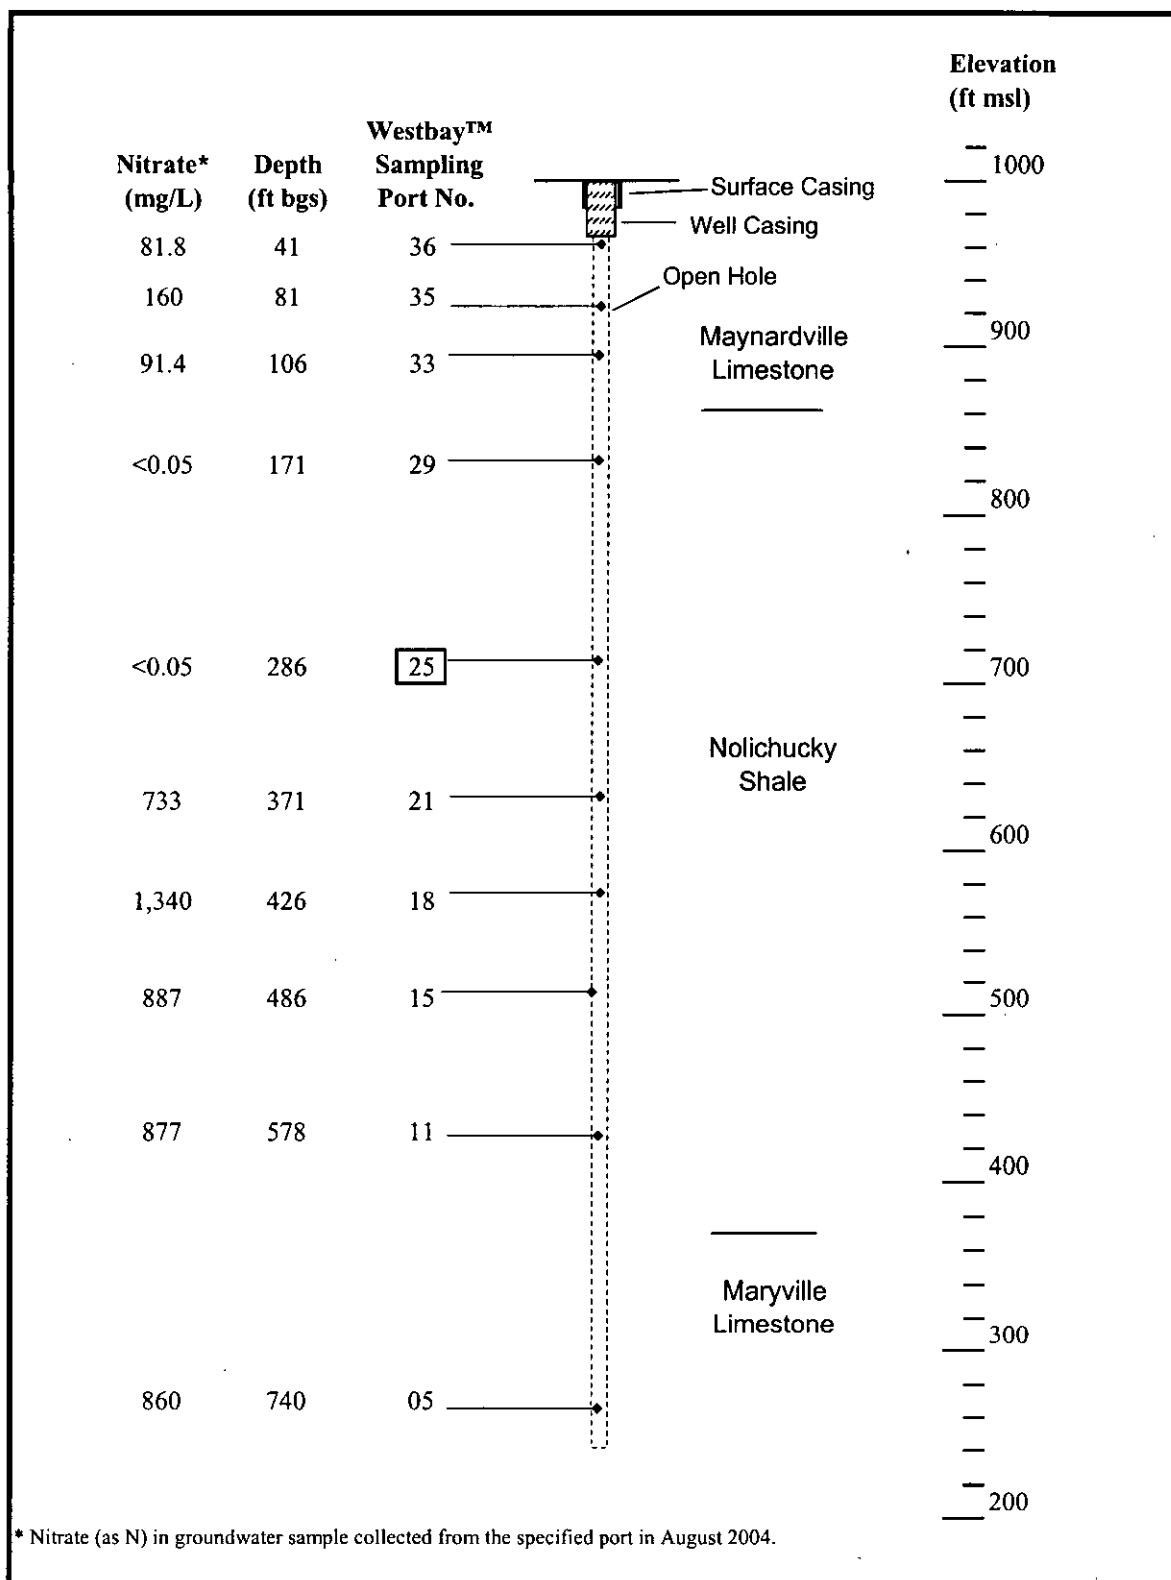 Elevation
(ft msl)
Westbay™
Nitrate* Depth Sampling
(mg/L) (ft bgs) Port No.
1000
Surface Casing
Well Casing
81.8 41 36
Open Hole
160 81 35
900
Maynardville
Limestone
91.4 106 33
<0.05 171 29
800
<0.05 286 25
700
Nolichucky
Shale
733 371 21
600
1,340 426 18
887 486 15
500
877 578 11
400
Maryville
Limestone
300
860 740 05
200
* Nitrate (as N) in groundwater sample collected from the specified port in August 2004.